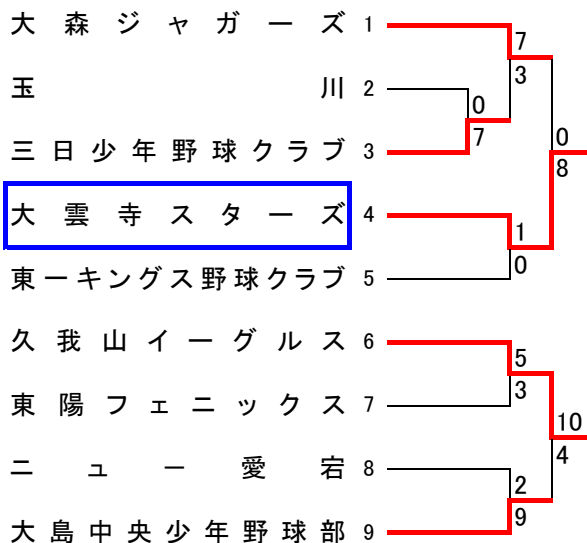 大森ジャガーズ 1
7
3
玉川 2
0
7
三日少年野球クラブ 3
0
8
大雲寺スターズ 4
1
0
東一キングス野球クラブ 5
久我山イーグルス 6
5
3
東陽フェニックス 7
10
4
ニュー愛宕 8
2
9
大島中央少年野球部 9